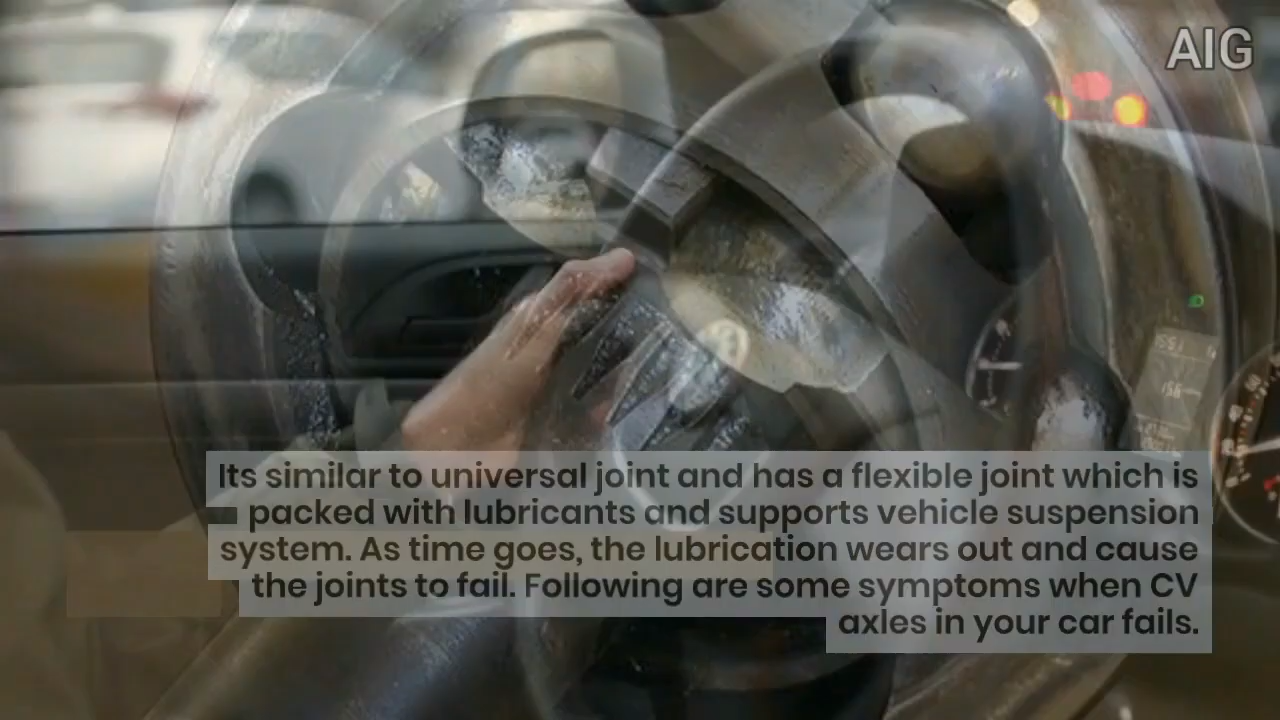 AIG
Its similar to universal joint and has a flexible joint which is
packed with lubricants and supports vehicle suspension
system. As time goes, the lubrication wears out and cause
the joints to fail. Following are some symptoms when CV
axles in your car fails.